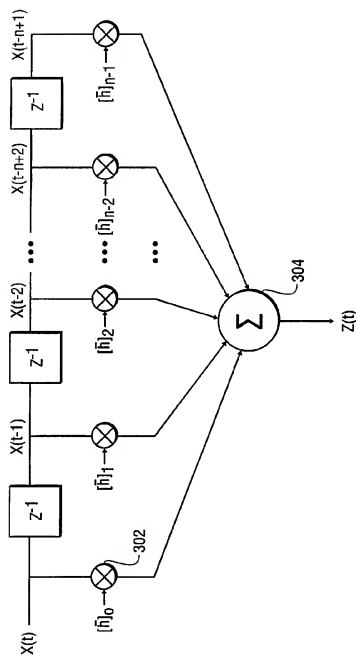 X(t)
X(t-1)
X(t-2)
X(t-n+2)
X(t-n+1)
Z⁻¹
Z⁻¹
Z⁻¹
•••
[h̄]₀
[h̄]₁
[h̄]₂
•••
[h̄]n-2
[h̄]n-1
302
•••
Σ
304
Z(t)